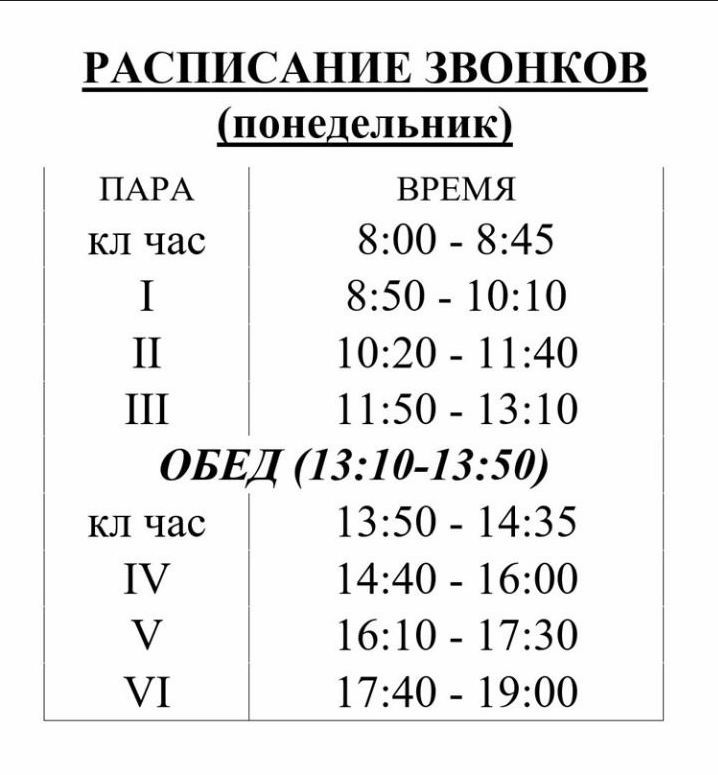 РАСПИСАНИЕ ЗВОНКОВ
(понедельник)
ПАРА ВРЕМЯ
кл час 8:00 - 8:45
I 8:50 - 10:10
II 10:20 - 11:40
III 11:50 - 13:10
ОБЕД (13:10-13:50)
кл час 13:50 - 14:35
IV 14:40 - 16:00
V 16:10 - 17:30
VI 17:40 - 19:00